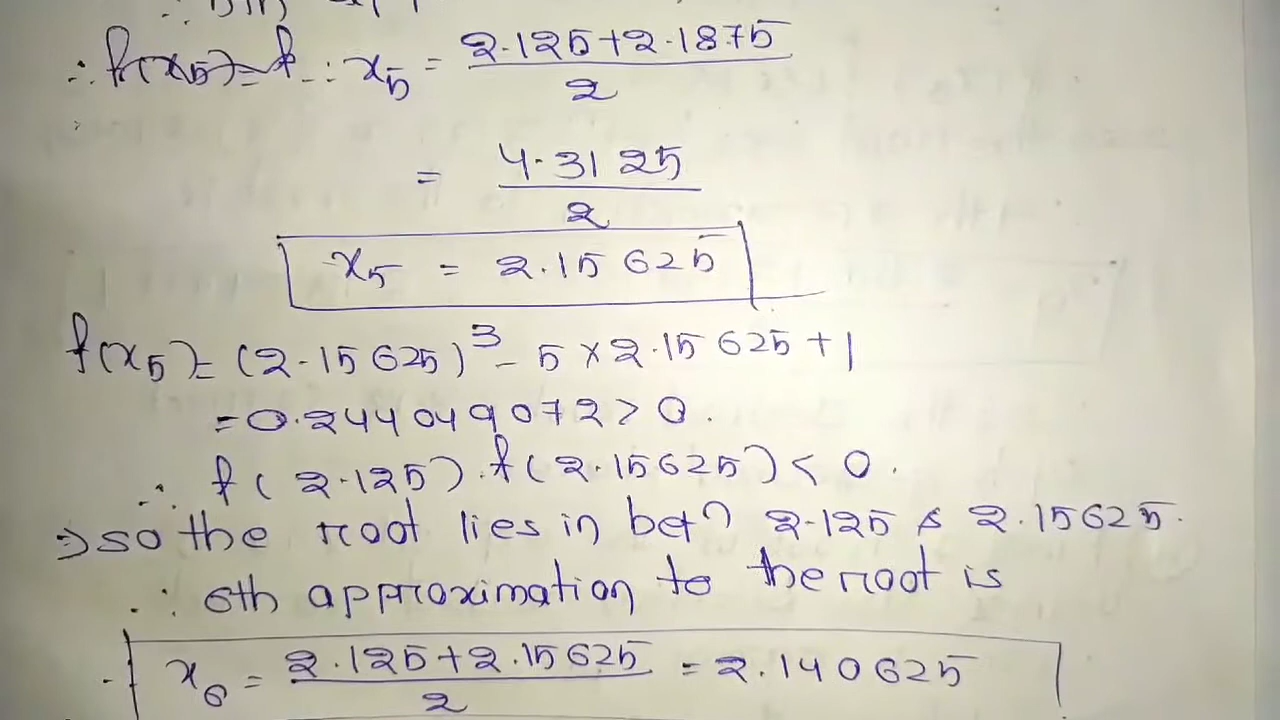 ∴ x5 = 2.125+2.1875 / 2
= 4.3125 / 2
x5 = 2.15625
f(x5) = (2.15625)^3 - 5 × 2.15625 + 1
= 0.244049072 > 0.
∴ f(2.125).f(2.15625) < 0.
⇒ so the root lies in betn 2.125 & 2.15625.
∴ 6th approximation to the root is
x6 = 2.125+2.15625 / 2 = 2.140625